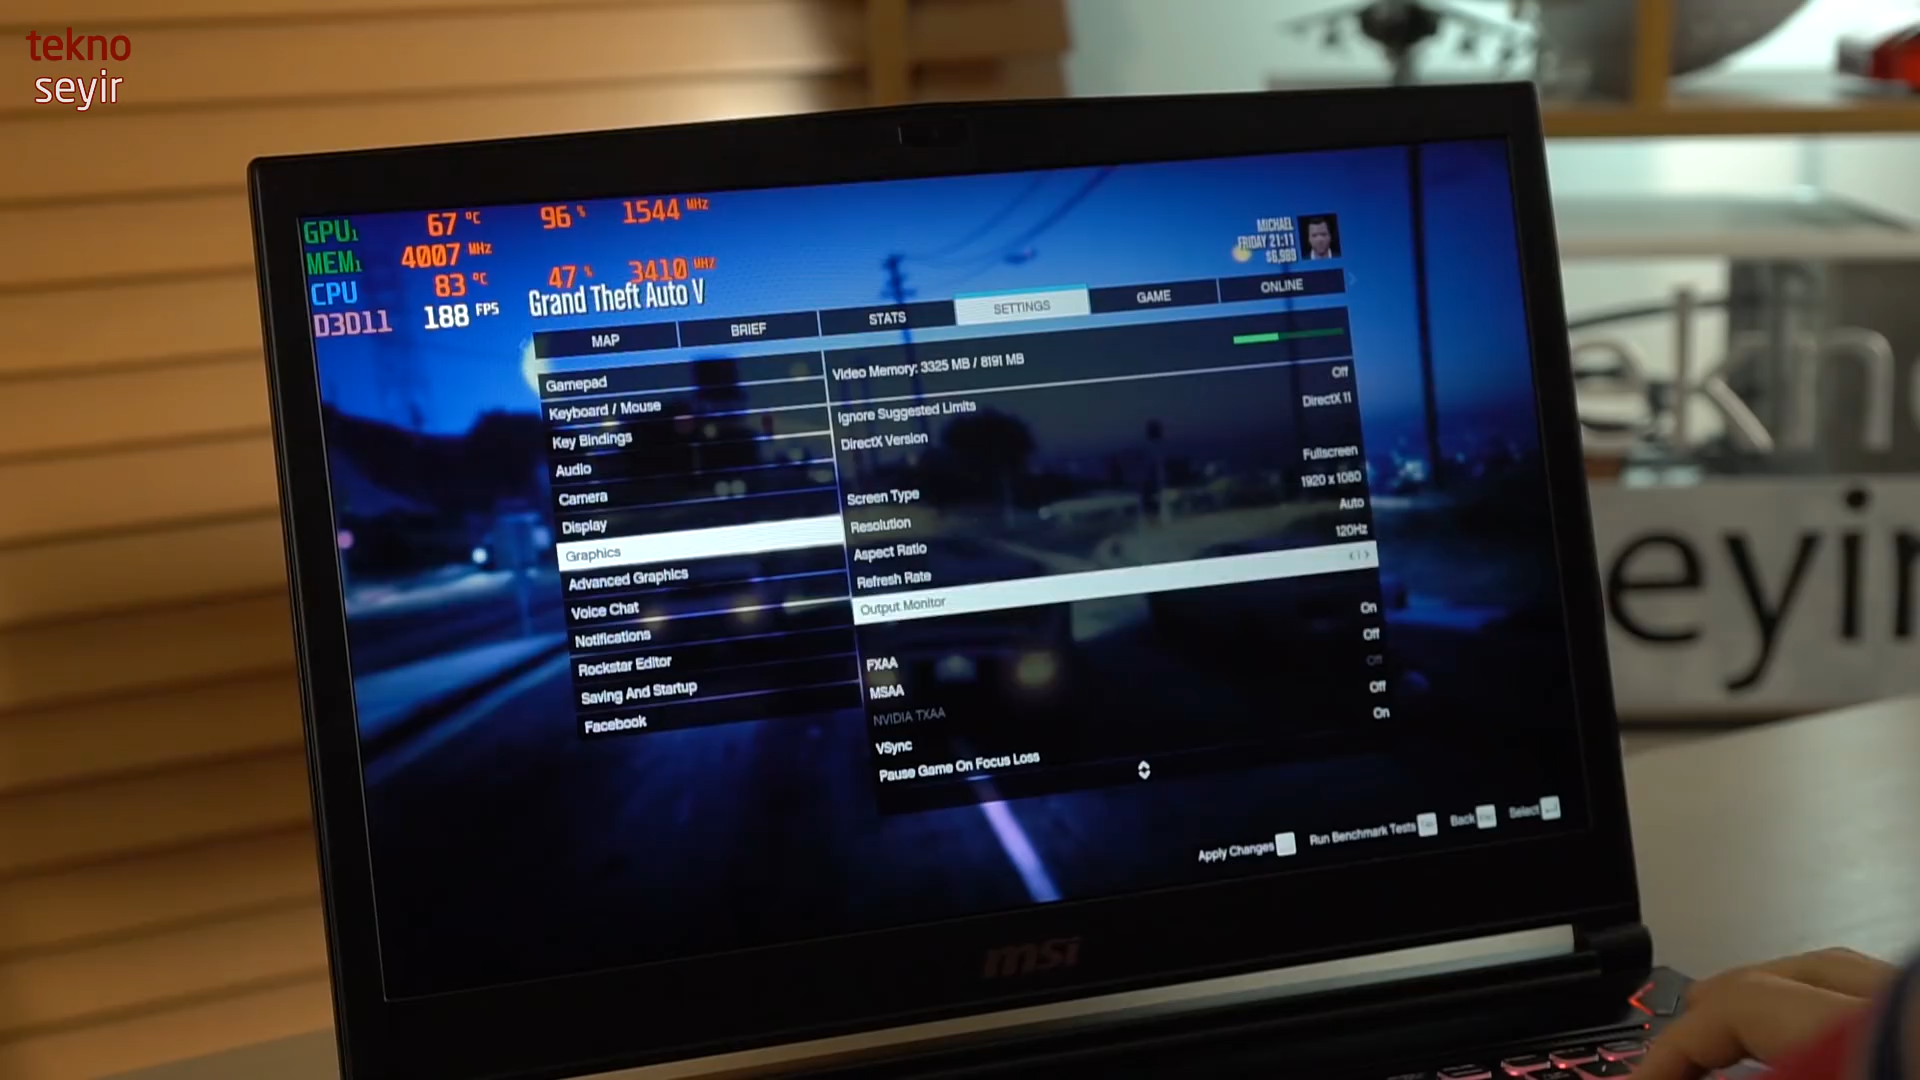 tekno
seyir
GPU1 67 °C 96 % 1544 MHz
MEM1 4007 MHz
CPU 83 °C 47 % 3410 MHz
D3D11 188 FPS
Grand Theft Auto V
MICHAEL
FRIDAY 21:11
$6,989
MAP BRIEF STATS SETTINGS GAME ONLINE
Gamepad
Keyboard / Mouse
Key Bindings
Audio
Camera
Display
Graphics
Advanced Graphics
Voice Chat
Notifications
Rockstar Editor
Saving And Startup
Facebook
Video Memory: 3325 MB / 8191 MB
Ignore Suggested Limits Off
DirectX Version DirectX 11
Screen Type Fullscreen
Resolution 1920 x 1080
Aspect Ratio Auto
Refresh Rate 120Hz
Output Monitor
FXAA On
MSAA Off
NVIDIA TXAA Off
VSync Off
Pause Game On Focus Loss On
Apply Changes Run Benchmark Tests Back Select
msi
ekn
eyir